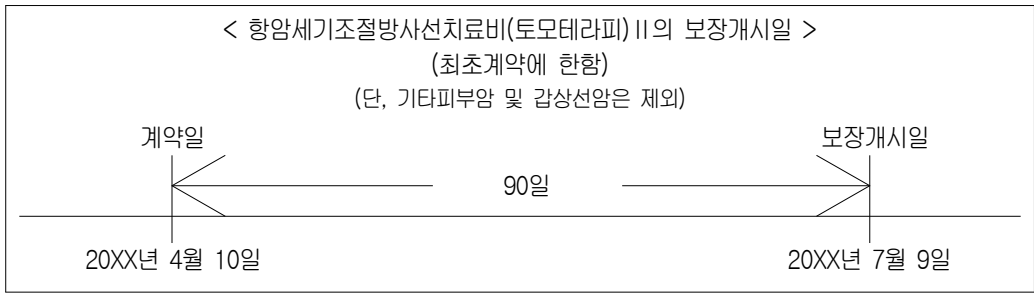 < 항암세기조절방사선치료비(토모테라피)Ⅱ의 보장개시일 >
(최초계약에 한함)
(단, 기타피부암 및 갑상선암은 제외)
계약일 보장개시일
90일
20XX년 4월 10일 20XX년 7월 9일